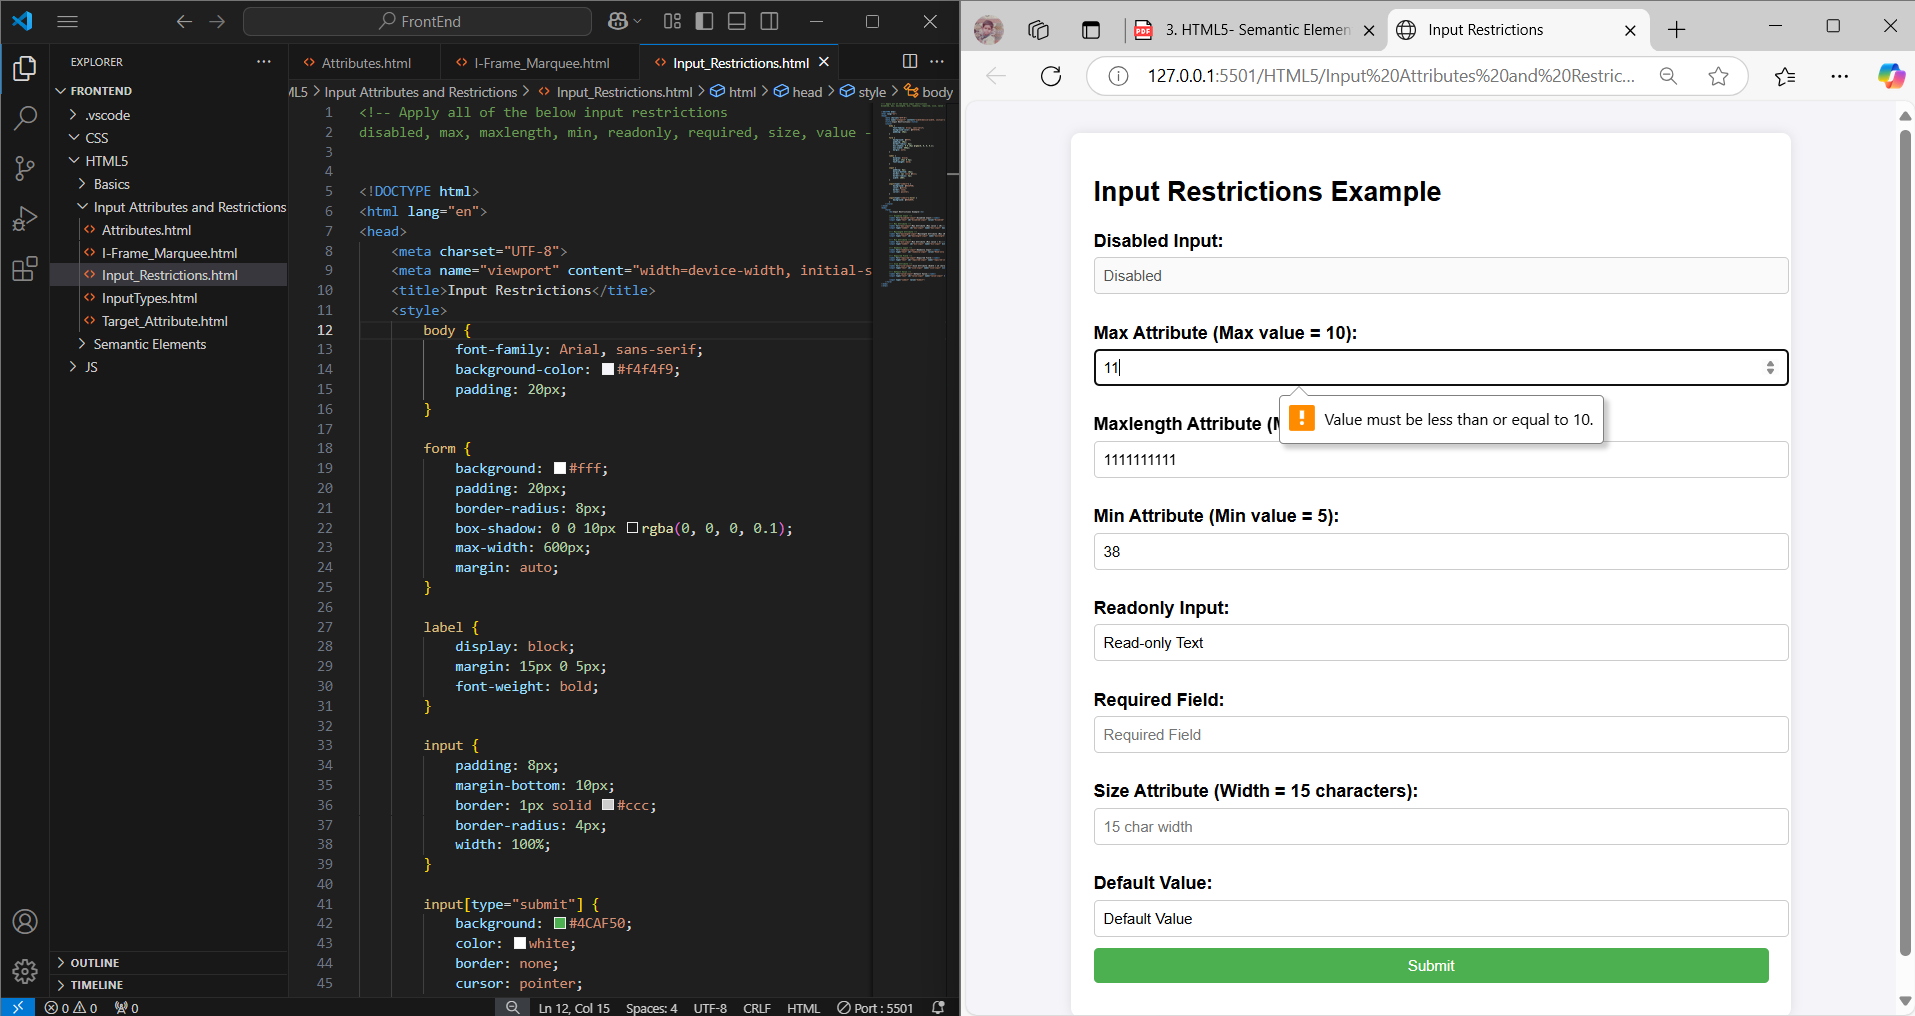 FrontEnd
EXPLORER
FRONTEND
.vscode
CSS
HTML5
Basics
Input Attributes and Restrictions
Attributes.html
I-Frame_Marquee.html
Input_Restrictions.html
InputTypes.html
Target_Attribute.html
Semantic Elements
JS
OUTLINE
TIMELINE
Attributes.html
I-Frame_Marquee.html
Input_Restrictions.html
ML5 > Input Attributes and Restrictions > Input_Restrictions.html > html > head > style > body
1 <!-- Apply all of the below input restrictions
2 disabled, max, maxlength, min, readonly, required, size, value -
3
4
5 <!DOCTYPE html>
6 <html lang="en">
7 <head>
8 <meta charset="UTF-8">
9 <meta name="viewport" content="width=device-width, initial-s
10 <title>Input Restrictions</title>
11 <style>
12 body {
13 font-family: Arial, sans-serif;
14 background-color: #f4f4f9;
15 padding: 20px;
16 }
17
18 form {
19 background: #fff;
20 padding: 20px;
21 border-radius: 8px;
22 box-shadow: 0 0 10px rgba(0, 0, 0, 0.1);
23 max-width: 600px;
24 margin: auto;
25 }
26
27 label {
28 display: block;
29 margin: 15px 0 5px;
30 font-weight: bold;
31 }
32
33 input {
34 padding: 8px;
35 margin-bottom: 10px;
36 border: 1px solid #ccc;
37 border-radius: 4px;
38 width: 100%;
39 }
40
41 input[type="submit"] {
42 background: #4CAF50;
43 color: white;
44 border: none;
45 cursor: pointer;
0 0 0
Ln 12, Col 15 Spaces: 4 UTF-8 CRLF HTML Port : 5501
PDF 3. HTML5- Semantic Elemen
Input Restrictions
127.0.0.1:5501/HTML5/Input%20Attributes%20and%20Restric...
Input Restrictions Example
Disabled Input:
Disabled
Max Attribute (Max value = 10):
11
Value must be less than or equal to 10.
Maxlength Attribute (
1111111111
Min Attribute (Min value = 5):
38
Readonly Input:
Read-only Text
Required Field:
Required Field
Size Attribute (Width = 15 characters):
15 char width
Default Value:
Default Value
Submit